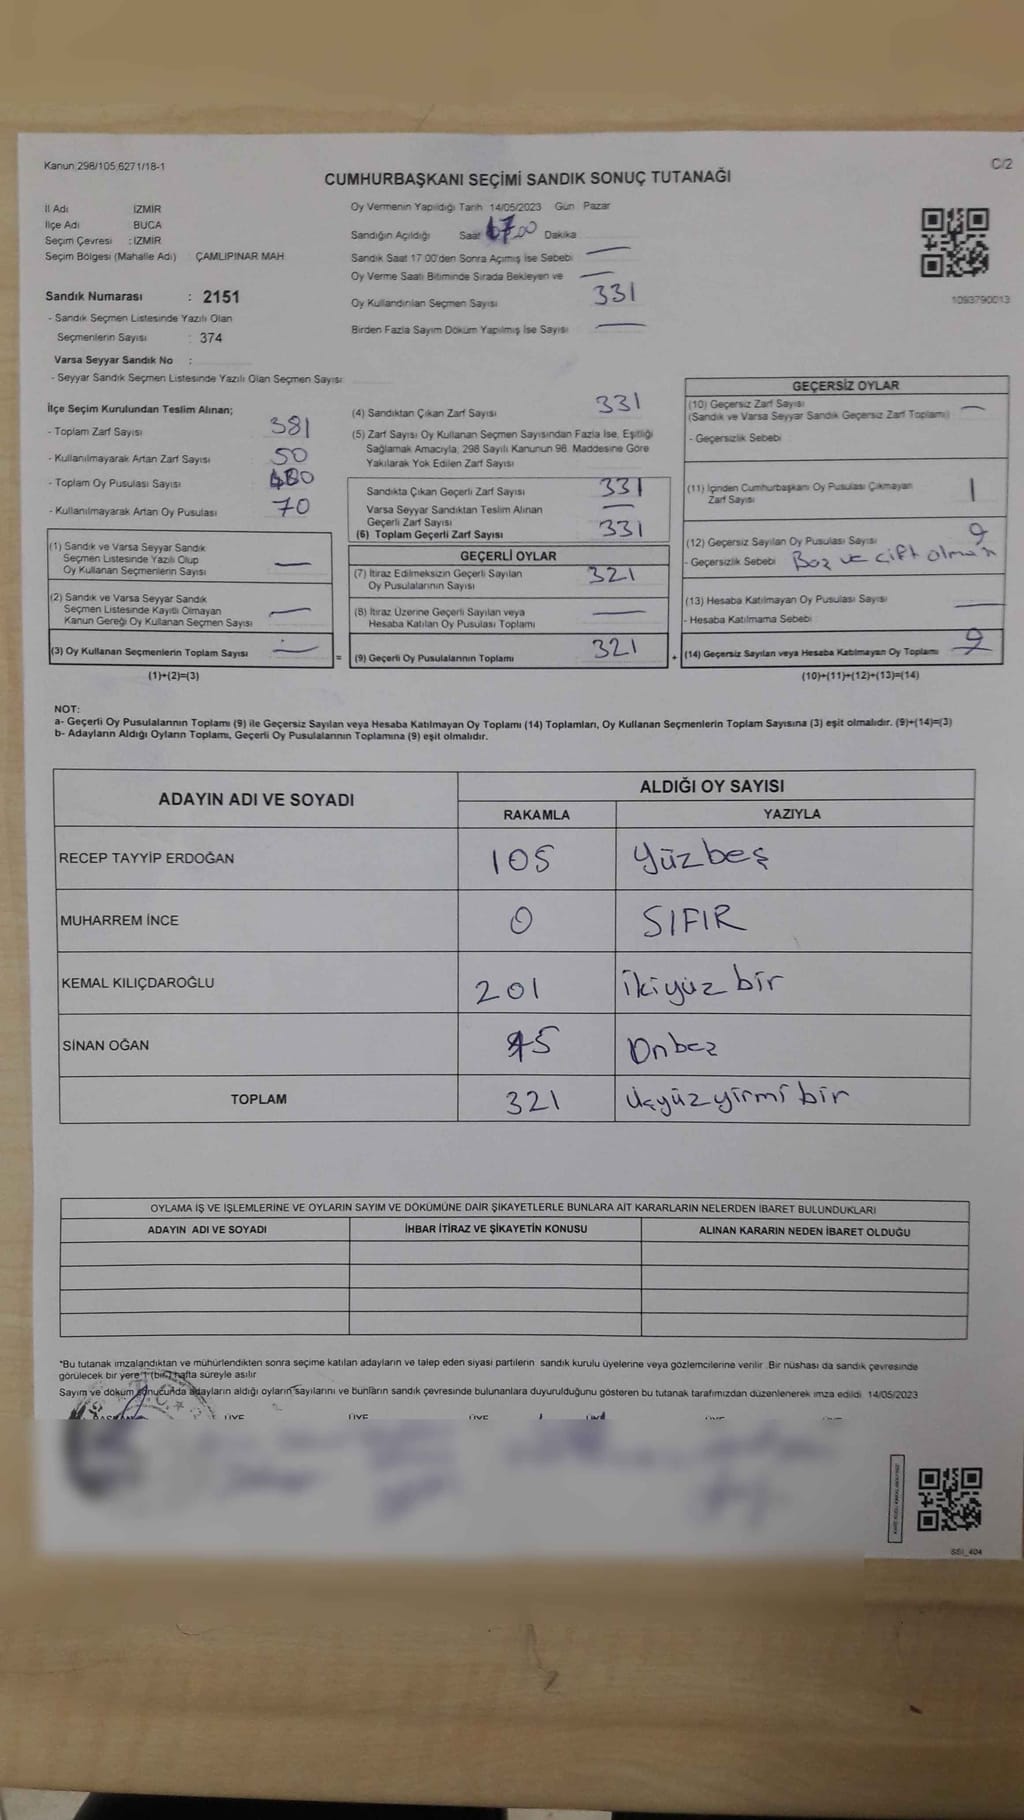 Kanun:298/105,6271/18-1
C/2
CUMHURBAŞKANI SEÇİMİ SANDIK SONUÇ TUTANAĞI
İl Adı İZMİR
İlçe Adı BUCA
Seçim Çevresi : İZMİR
Seçim Bölgesi (Mahalle Adı) : ÇAMLIPINAR MAH
Sandık Numarası : 2151
- Sandık Seçmen Listesinde Yazılı Olan
Seçmenlerin Sayısı : 374
Varsa Seyyar Sandık No :
- Seyyar Sandık Seçmen Listesinde Yazılı Olan Seçmen Sayısı:
Oy Vermenin Yapıldığı Tarih 14/05/2023 Gün Pazar
Sandığın Açıldığı Saat 17.00 Dakika
Sandık Saat 17:00'den Sonra Açımış İse Sebebi —
Oy Verme Saati Bitiminde Sırada Bekleyen ve —
Oy Kullandırılan Seçmen Sayısı 331
Birden Fazla Sayım Döküm Yapılmış İse Sayısı —
1093790013
İlçe Seçim Kurulundan Teslim Alınan;
- Toplam Zarf Sayısı 381
- Kullanılmayarak Artan Zarf Sayısı 50
- Toplam Oy Pusulası Sayısı
- Kullanılmayarak Artan Oy Pusulası 70
(1) Sandık ve Varsa Seyyar Sandık
Seçmen Listesinde Yazılı Olup
Oy Kullanan Seçmenlerin Sayısı —
(2) Sandık ve Varsa Seyyar Sandık
Seçmen Listesinde Kayıtlı Olmayan
Kanun Gereği Oy Kullanan Seçmen Sayısı —
(3) Oy Kullanan Seçmenlerin Toplam Sayısı —
(1)+(2)=(3)
(4) Sandıktan Çıkan Zarf Sayısı 331
(5) Zarf Sayısı Oy Kullanan Seçmen Sayısından Fazla İse, Eşitliği
Sağlamak Amacıyla, 298 Sayılı Kanunun 98. Maddesine Göre
Yakılarak Yok Edilen Zarf Sayısı
Sandıkta Çıkan Geçerli Zarf Sayısı 331
Varsa Seyyar Sandıktan Teslim Alınan
Geçerli Zarf Sayısı —
(6) Toplam Geçerli Zarf Sayısı 331
GEÇERLİ OYLAR
(7) İtiraz Edilmeksizin Geçerli Sayılan
Oy Pusulalarının Sayısı 321
(8) İtiraz Üzerine Geçerli Sayılan veya
Hesaba Katılan Oy Pusulası Toplamı —
= (9) Geçerli Oy Pusulalarının Toplamı 321
GEÇERSİZ OYLAR
(10) Geçersiz Zarf Sayısı
(Sandık ve Varsa Seyyar Sandık Geçersiz Zarf Toplamı) —
- Geçersizlik Sebebi
(11) İçinden Cumhurbaşkanı Oy Pusulası Çıkmayan
Zarf Sayısı 1
(12) Geçersiz Sayılan Oy Pusulası Sayısı 9
- Geçersizlik Sebebi Boz ve çift
(13) Hesaba Katılmayan Oy Pusulası Sayısı —
- Hesaba Katılmama Sebebi
+ (14) Geçersiz Sayılan veya Hesaba Katılmayan Oy Toplamı 9
(10)+(11)+(12)+(13)=(14)
NOT:
a- Geçerli Oy Pusulalarının Toplamı (9) ile Geçersiz Sayılan veya Hesaba Katılmayan Oy Toplamı (14) Toplamları, Oy Kullanan Seçmenlerin Toplam Sayısına (3) eşit olmalıdır. (9)+(14)=(3)
b- Adayların Aldığı Oyların Toplamı, Geçerli Oy Pusulalarının Toplamına (9) eşit olmalıdır.
ADAYIN ADI VE SOYADI ALDIĞI OY SAYISI
RAKAMLA YAZIYLA
RECEP TAYYİP ERDOĞAN 105 Yüzbeş
MUHARREM İNCE 0 SIFIR
KEMAL KILIÇDAROĞLU 201 ikiyüz bir
SİNAN OĞAN 15 Onbez
TOPLAM 321 üçyüz yirmi bir
OYLAMA İŞ VE İŞLEMLERİNE VE OYLARIN SAYIM VE DÖKÜMÜNE DAİR ŞİKAYETLERLE BUNLARA AİT KARARLARIN NELERDEN İBARET BULUNDUKLARI
ADAYIN ADI VE SOYADI İHBAR İTİRAZ VE ŞİKAYETİN KONUSU ALINAN KARARIN NEDEN İBARET OLDUĞU
*Bu tutanak imzalandıktan ve mühürlendikten sonra seçime katılan adayların ve talep eden siyasi partilerin sandık kurulu üyelerine veya gözlemcilerine verilir. Bir nüshası da sandık çevresinde
görülecek bir yere 1 (bir) hafta süreyle asılır
Sayım ve döküm sonucunda adayların aldığı oyların sayılarını ve bunların sandık çevresinde bulunanlara duyurulduğunu gösteren bu tutanak tarafımızdan düzenlenerek imza edildi. 14/05/2023
BAŞKAN ÜYE ÜYE ÜYE
SSI_404